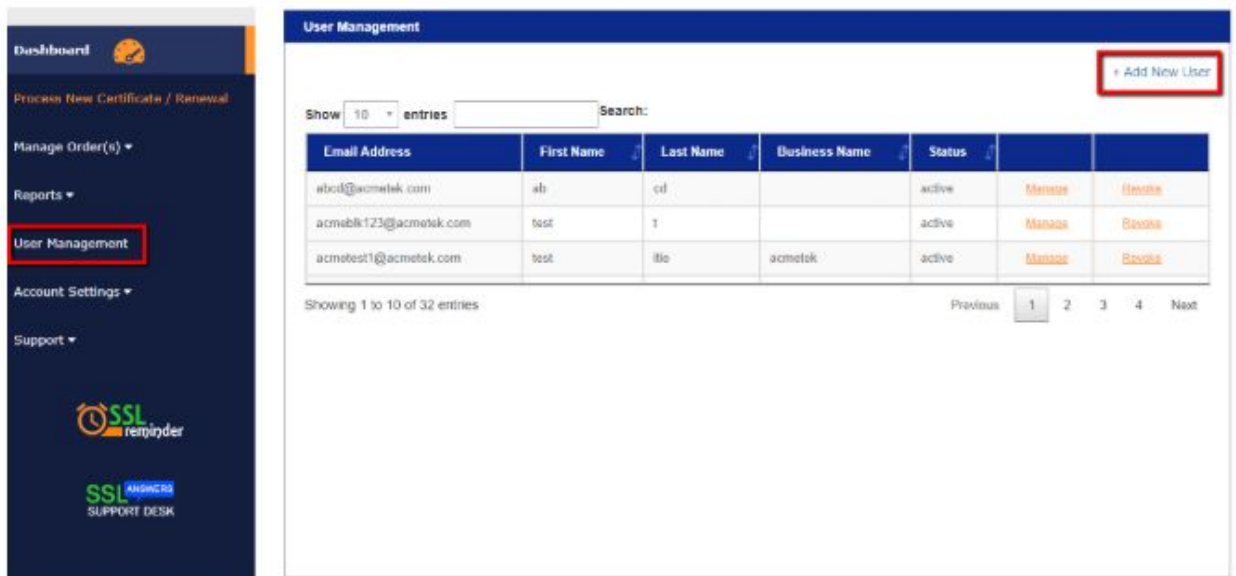 Dashboard
Process New Certificate / Renewal
Manage Order(s)
Reports
User Management
Account Settings
Support
SSL
reminder
SSL ANSWERS
SUPPORT DESK
User Management
+ Add New User
Show 10 entries Search:
Email Address First Name Last Name Business Name Status
abcd@acmetek.com ab cd active Manage Revoke
acmeblk123@acmetek.com test t active Manage Revoke
acmetest1@acmetek.com test acmetek active Manage Revoke
Showing 1 to 10 of 32 entries Previous 1 2 3 4 Next